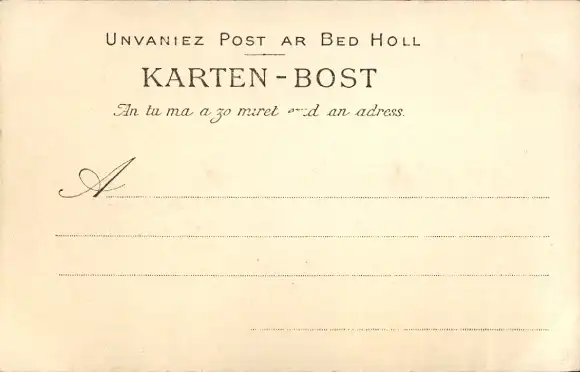 UNVANIEZ POST AR BED HOLL
KARTEN-BOST
An tu ma a zo miret an adress.
A